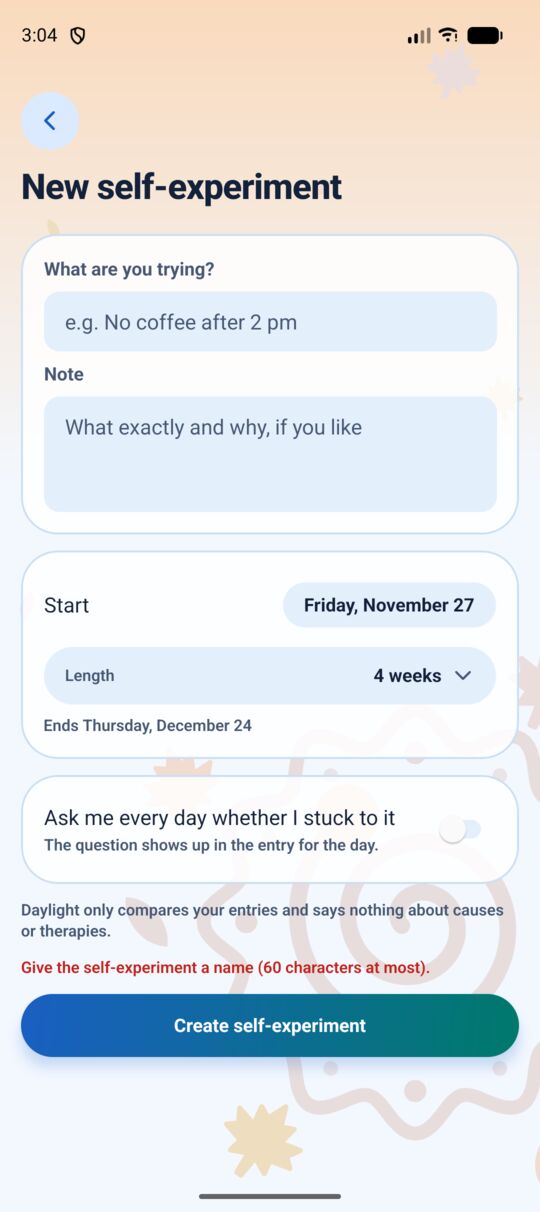 3:04
New self-experiment
What are you trying?
e.g. No coffee after 2 pm
Note
What exactly and why, if you like
Start
Friday, November 27
Length
4 weeks
Ends Thursday, December 24
Ask me every day whether I stuck to it
The question shows up in the entry for the day.
Daylight only compares your entries and says nothing about causes
or therapies.
Give the self-experiment a name (60 characters at most).
Create self-experiment